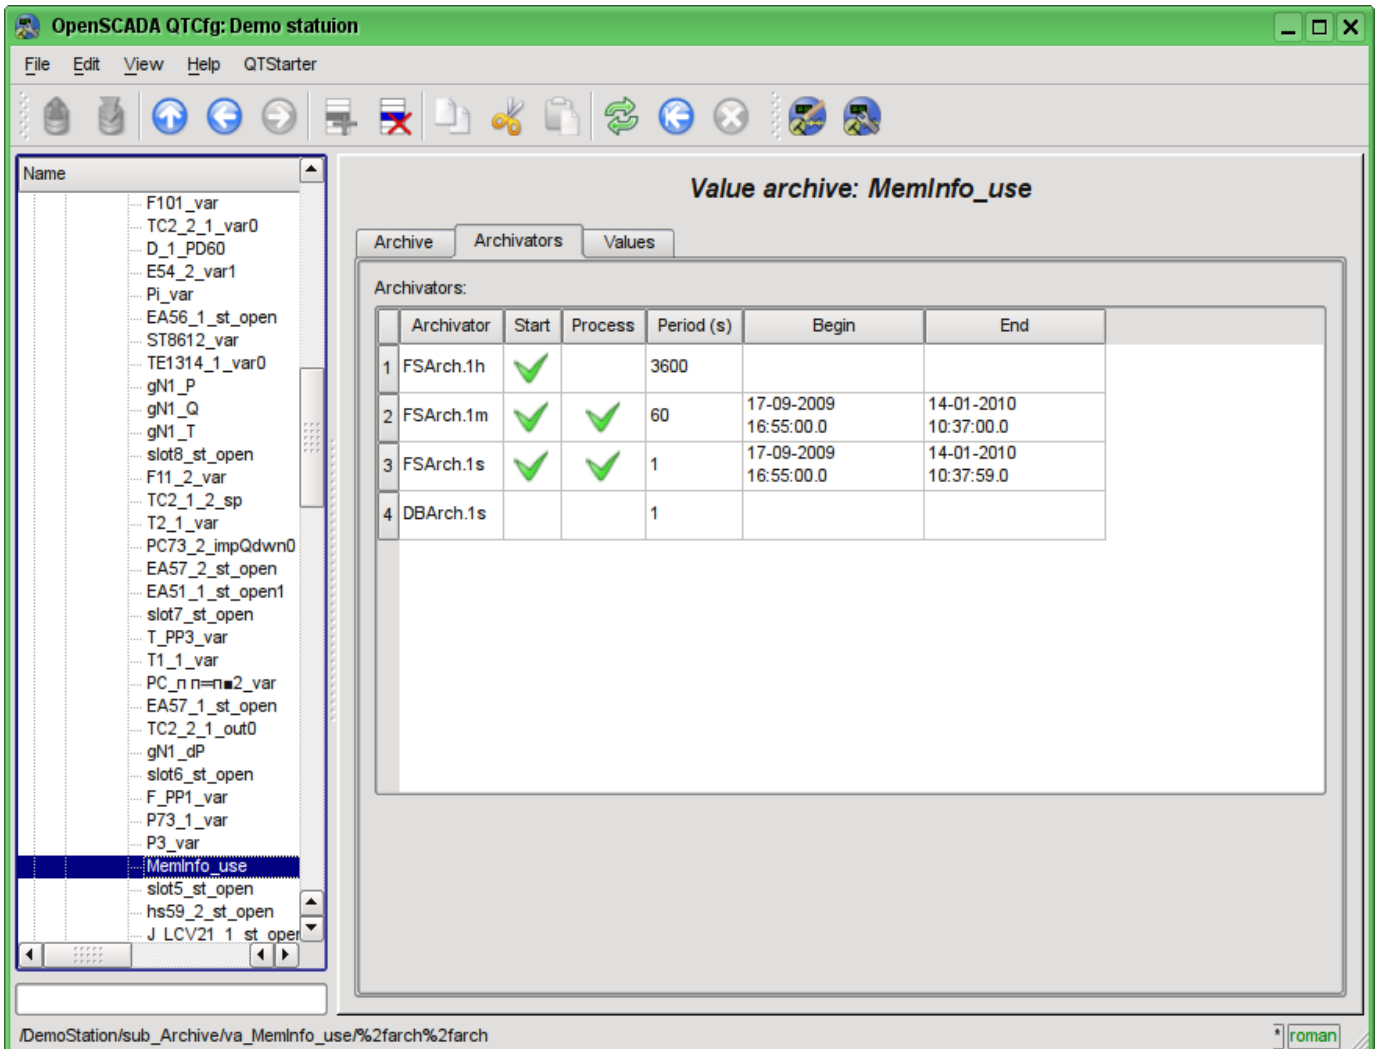 OpenSCADA QTCfg: Demo statuion
File Edit View Help QTStarter
Name
F101_var
TC2_2_1_var0
D_1_PD60
E54_2_var1
Pi_var
EA56_1_st_open
ST8612_var
TE1314_1_var0
gN1_P
gN1_Q
gN1_T
slot8_st_open
F11_2_var
TC2_1_2_sp
T2_1_var
PC73_2_impQdwn0
EA57_2_st_open
EA51_1_st_open1
slot7_st_open
T_PP3_var
T1_1_var
PC_п п═п■2_var
EA57_1_st_open
TC2_2_1_out0
gN1_dP
slot6_st_open
F_PP1_var
P73_1_var
P3_var
MemInfo_use
slot5_st_open
hs59_2_st_open
J_LCV21_1_st_oper
Value archive: MemInfo_use
Archive Archivators Values
Archivators:
Archivator Start Process Period (s) Begin End
1 FSArch.1h 3600
2 FSArch.1m 60 17-09-2009 16:55:00.0 14-01-2010 10:37:00.0
3 FSArch.1s 1 17-09-2009 16:55:00.0 14-01-2010 10:37:59.0
4 DBArch.1s 1
/DemoStation/sub_Archive/va_MemInfo_use/%2farch%2farch
* roman